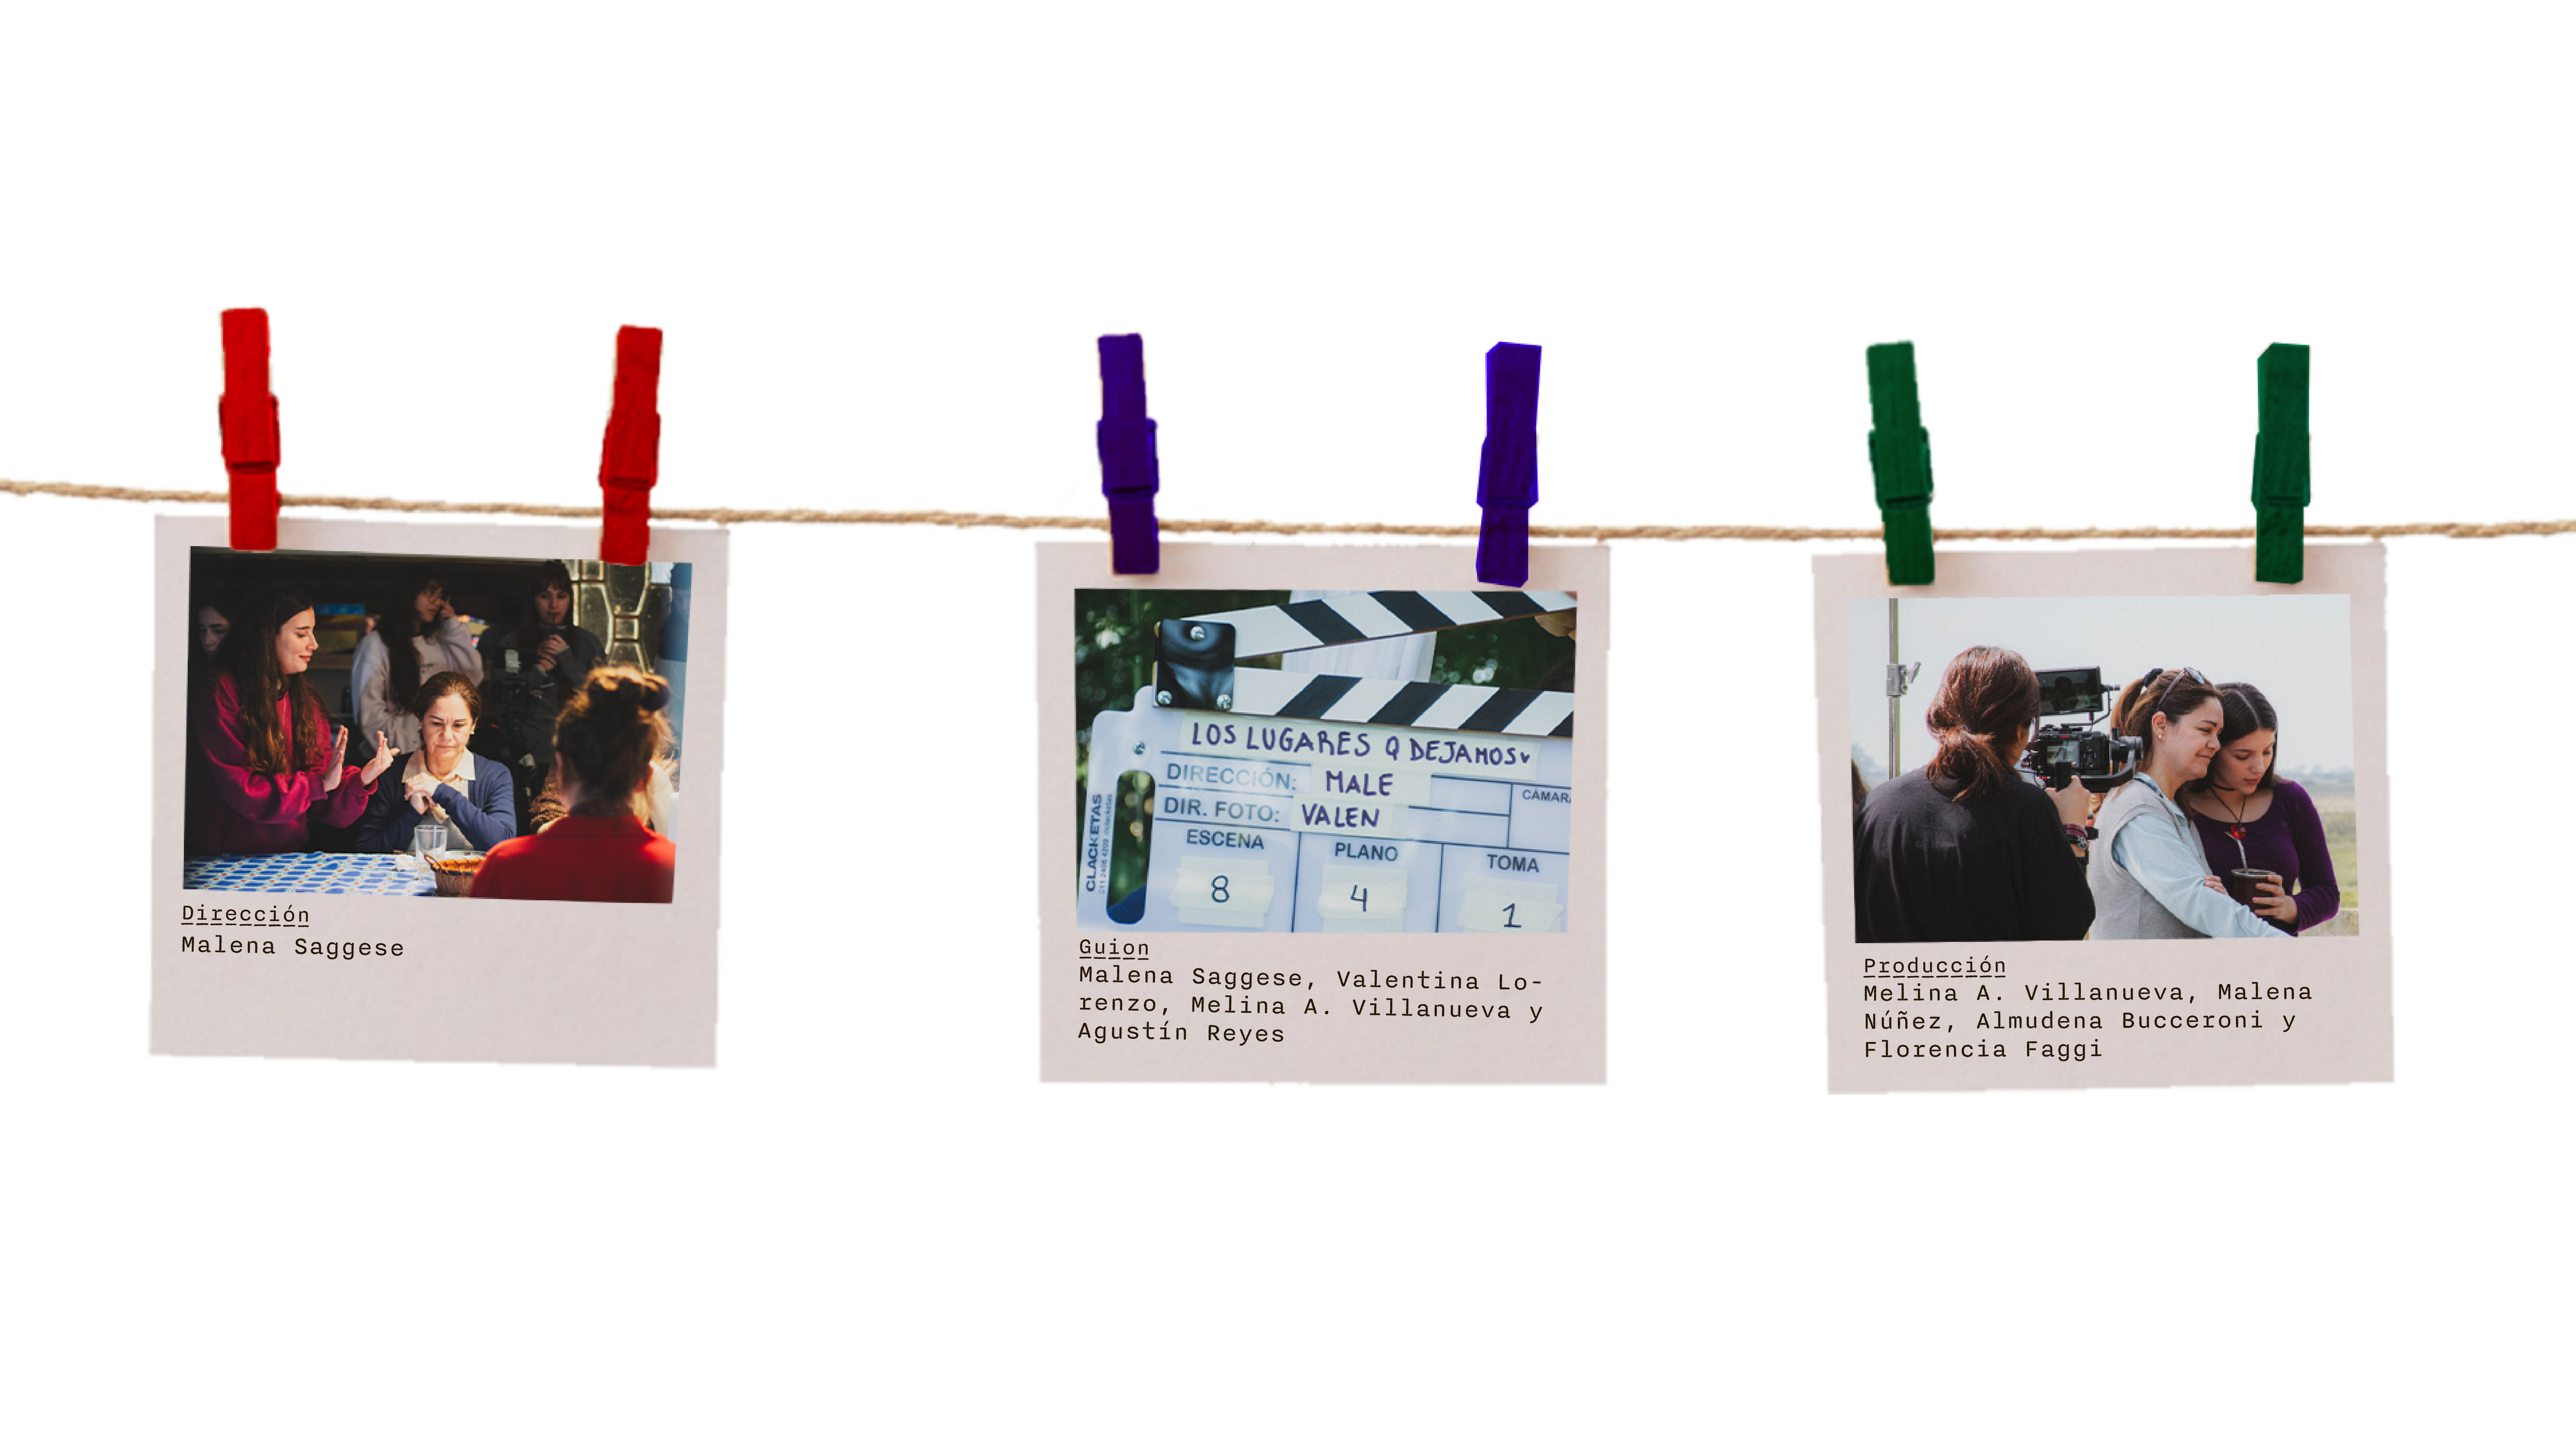 Dirección
Malena Saggese
LOS LUGARES Q DEJAMOS
DIRECCIÓN: MALE
CÁMAR
DIR. FOTO: VALEN
ESCENA PLANO TOMA
8 4 1
CLACKETAS
Guion
Malena Saggese, Valentina Lo-
renzo, Melina A. Villanueva y
Agustín Reyes
Producción
Melina A. Villanueva, Malena
Núñez, Almudena Bucceroni y
Florencia Faggi